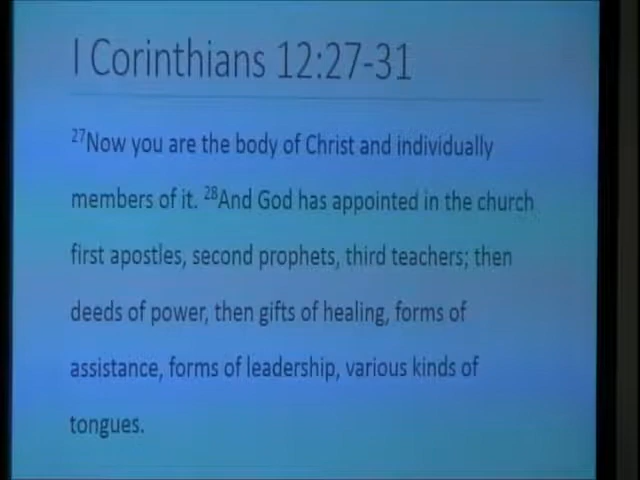 I Corinthians 12:27-31
27Now you are the body of Christ and individually
members of it. 28And God has appointed in the church
first apostles, second prophets, third teachers; then
deeds of power, then gifts of healing, forms of
assistance, forms of leadership, various kinds of
tongues.